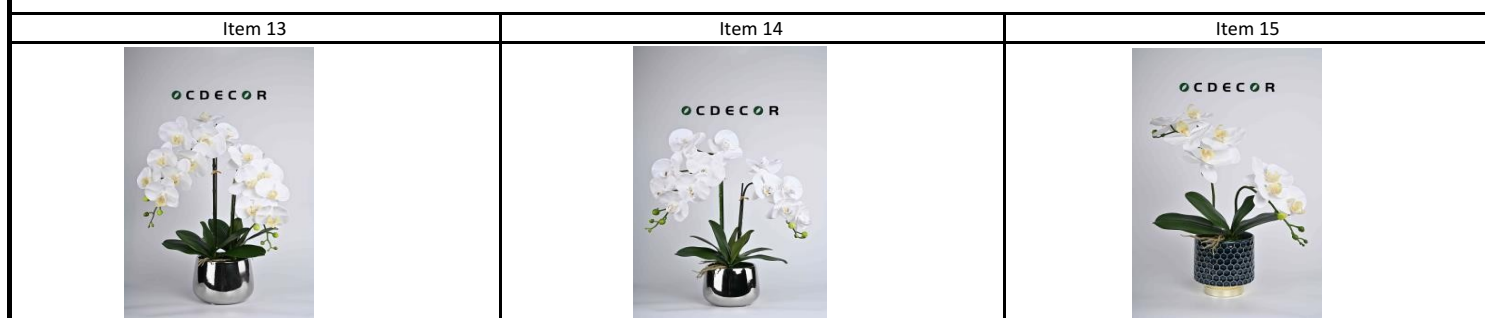 Item 13
Item 14
Item 15
OCDECOR
OCDECOR
OCDECOR